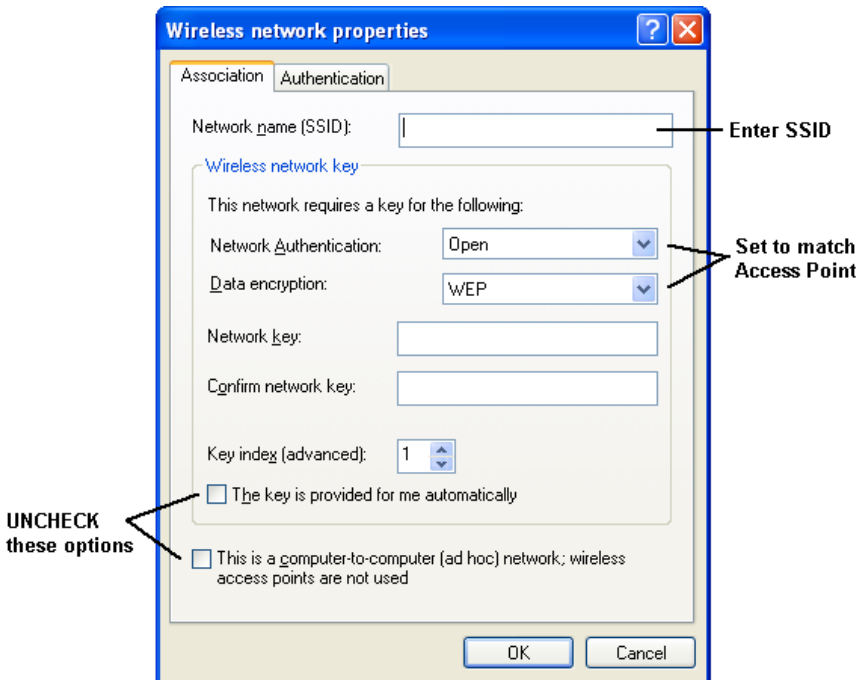 Wireless network properties
Association
Authentication
Network name (SSID):
Enter SSID
Wireless network key
This network requires a key for the following:
Network Authentication:
Open
Set to match
Access Point
Data encryption:
WEP
Network key:
Confirm network key:
Key index (advanced):
1
The key is provided for me automatically
UNCHECK
these options
This is a computer-to-computer (ad hoc) network; wireless
access points are not used
OK
Cancel